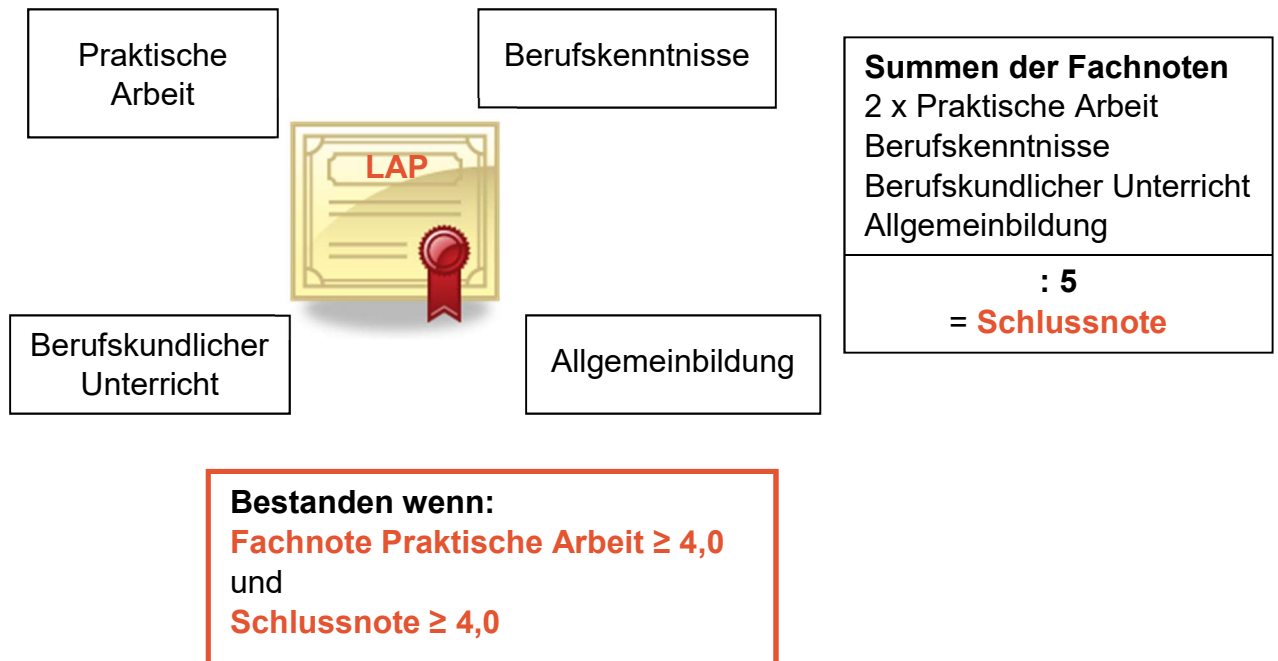 Praktische
Arbeit
Berufskenntnisse
LAP
Berufskundlicher
Unterricht
Allgemeinbildung
Summen der Fachnoten
2 x Praktische Arbeit
Berufskenntnisse
Berufskundlicher Unterricht
Allgemeinbildung
: 5
= Schlussnote
Bestanden wenn:
Fachnote Praktische Arbeit ≥ 4,0
und
Schlussnote ≥ 4,0